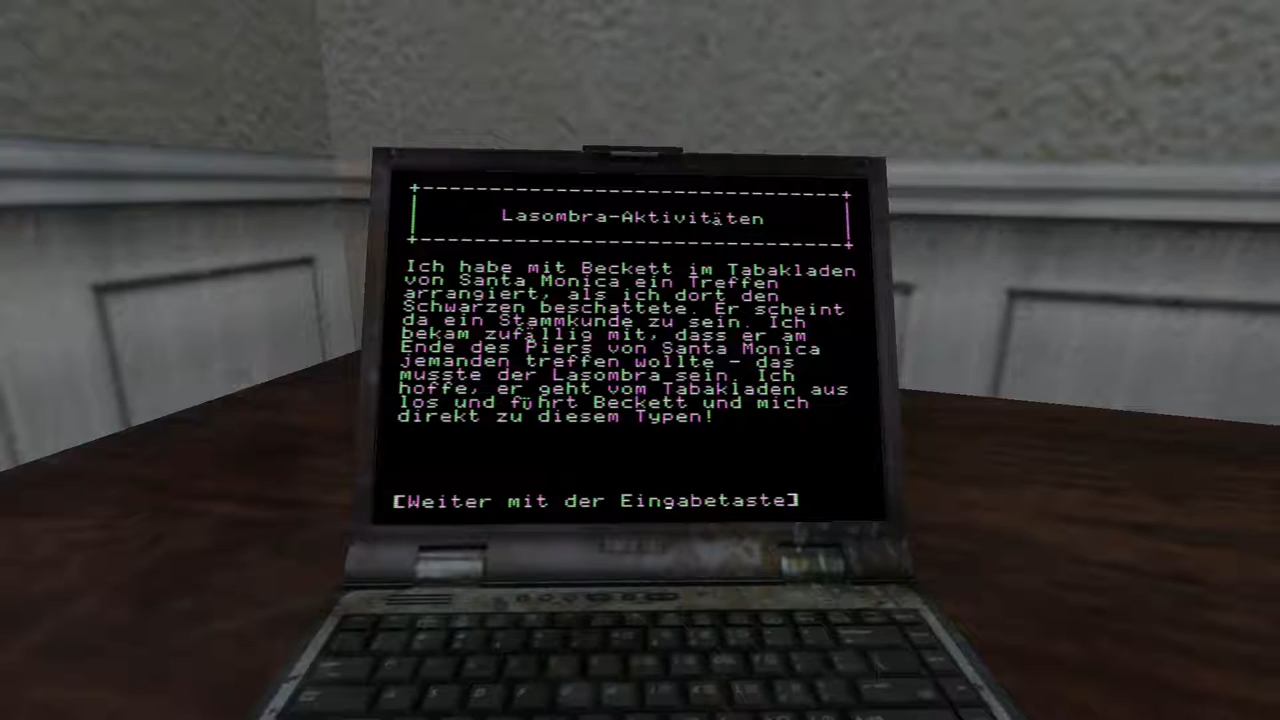 Lasombra-Aktivitäten
Ich habe mit Beckett im Tabakladen
von Santa Monica ein Treffen
arrangiert, als ich dort den
Schwarzen beschattete. Er scheint
da ein Stammkunde zu sein. Ich
bekam zufällig mit, dass er am
Ende des Piers von Santa Monica
jemanden treffen wollte - das
musste der Lasombra sein. Ich
hoffe, er geht vom Tabakladen aus
los und führt Beckett und mich
direkt zu diesem Typen!
[Weiter mit der Eingabetaste]